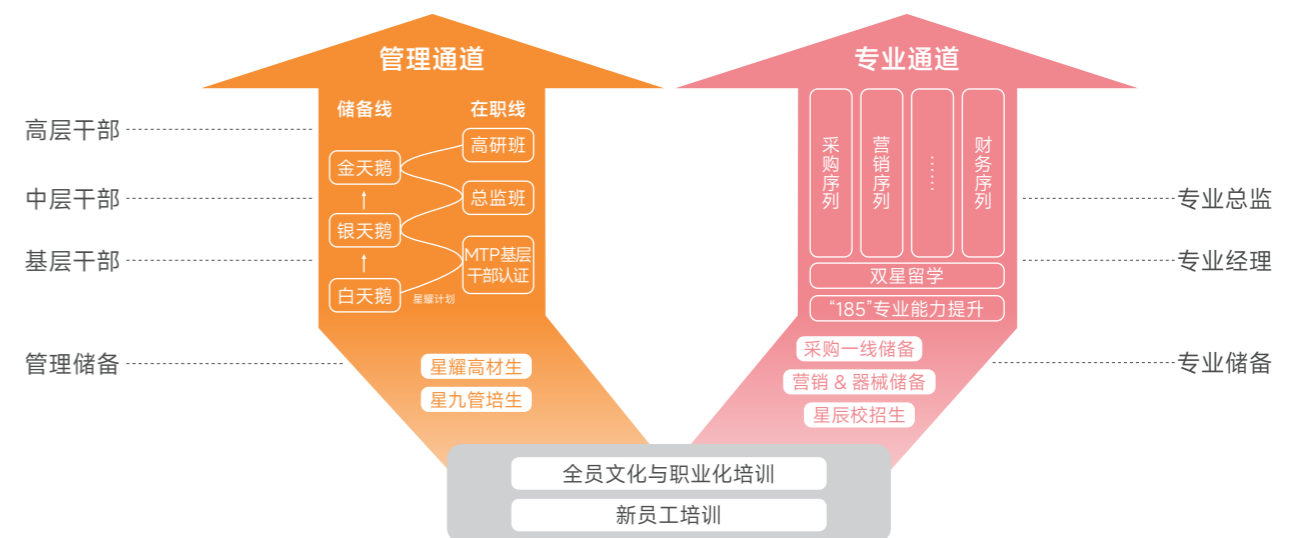 管理通道
储备线
在职线
高层干部
中层干部
基层干部
管理储备
高研班
金天鹅
总监班
银天鹅
MTP基层
干部认证
白天鹅
星耀计划
星耀高材生
星九管培生
专业通道
采购序列
营销序列
……
财务序列
双星留学
“185”专业能力提升
采购一线储备
营销 & 器械储备
星辰校招生
专业总监
专业经理
专业储备
全员文化与职业化培训
新员工培训